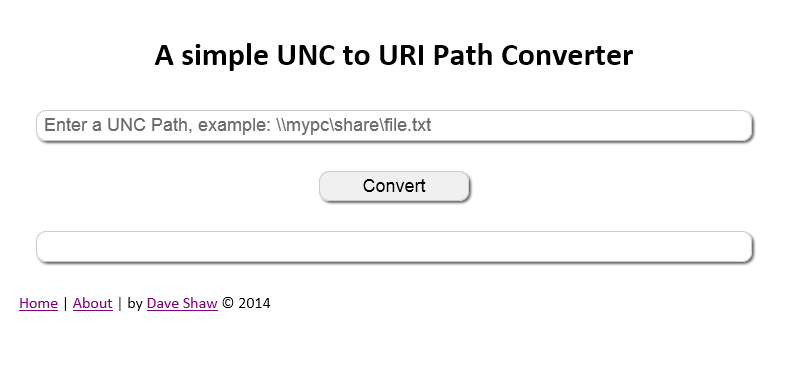 A simple UNC to URI Path Converter
Enter a UNC Path, example: \\mypc\share\file.txt
Convert
Home | About | by Dave Shaw © 2014